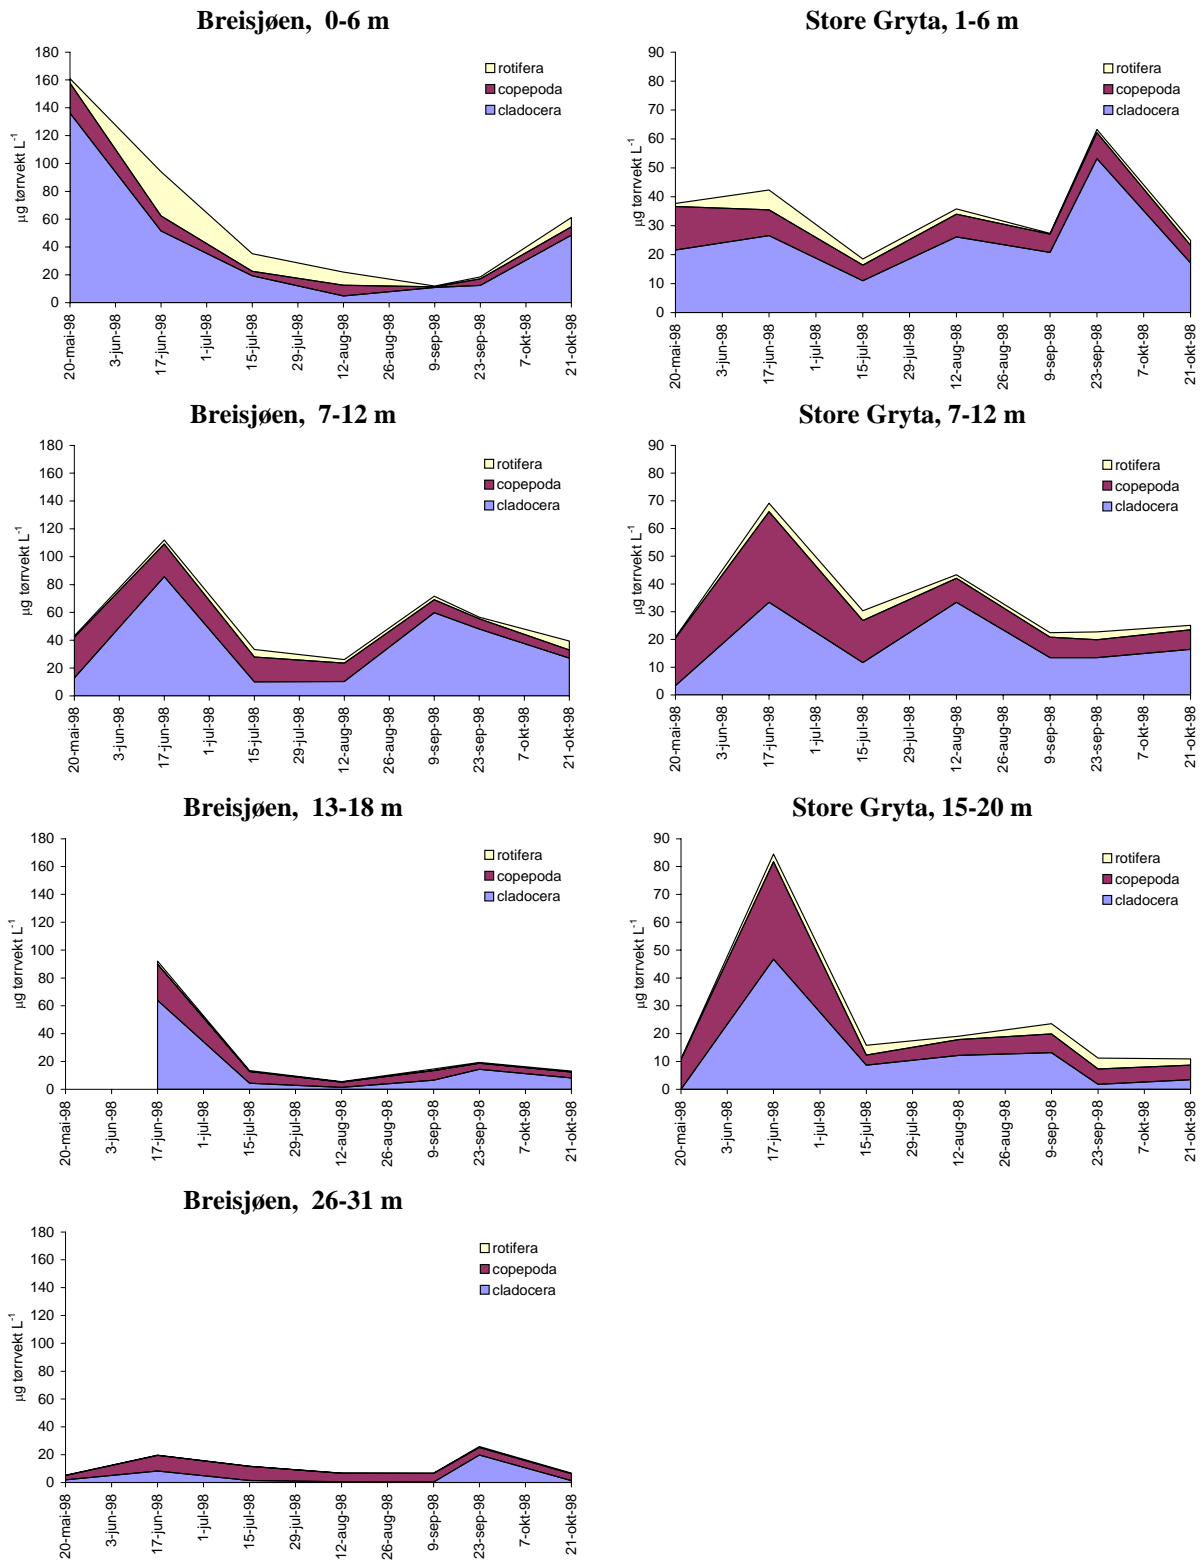 Breisjøen, 0-6 m
180
160
140
120
100
80
60
40
20
0
µg tørrvekt L-1
rotifera
copepoda
cladocera
20-mai-98
3-jun-98
17-jun-98
1-jul-98
15-jul-98
29-jul-98
12-aug-98
26-aug-98
9-sep-98
23-sep-98
7-okt-98
21-okt-98
Store Gryta, 1-6 m
90
80
70
60
50
40
30
20
10
0
µg tørrvekt L-1
rotifera
copepoda
cladocera
20-mai-98
3-jun-98
17-jun-98
1-jul-98
15-jul-98
29-jul-98
12-aug-98
26-aug-98
9-sep-98
23-sep-98
7-okt-98
21-okt-98
Breisjøen, 7-12 m
180
160
140
120
100
80
60
40
20
0
µg tørrvekt L-1
rotifera
copepoda
cladocera
20-mai-98
3-jun-98
17-jun-98
1-jul-98
15-jul-98
29-jul-98
12-aug-98
26-aug-98
9-sep-98
23-sep-98
7-okt-98
21-okt-98
Store Gryta, 7-12 m
90
80
70
60
50
40
30
20
10
0
µg tørrvekt L-1
rotifera
copepoda
cladocera
20-mai-98
3-jun-98
17-jun-98
1-jul-98
15-jul-98
29-jul-98
12-aug-98
26-aug-98
9-sep-98
23-sep-98
7-okt-98
21-okt-98
Breisjøen, 13-18 m
180
160
140
120
100
80
60
40
20
0
µg tørrvekt L-1
rotifera
copepoda
cladocera
20-mai-98
3-jun-98
17-jun-98
1-jul-98
15-jul-98
29-jul-98
12-aug-98
26-aug-98
9-sep-98
23-sep-98
7-okt-98
21-okt-98
Store Gryta, 15-20 m
90
80
70
60
50
40
30
20
10
0
µg tørrvekt L-1
rotifera
copepoda
cladocera
20-mai-98
3-jun-98
17-jun-98
1-jul-98
15-jul-98
29-jul-98
12-aug-98
26-aug-98
9-sep-98
23-sep-98
7-okt-98
21-okt-98
Breisjøen, 26-31 m
180
160
140
120
100
80
60
40
20
0
µg tørrvekt L-1
rotifera
copepoda
cladocera
20-mai-98
3-jun-98
17-jun-98
1-jul-98
15-jul-98
29-jul-98
12-aug-98
26-aug-98
9-sep-98
23-sep-98
7-okt-98
21-okt-98